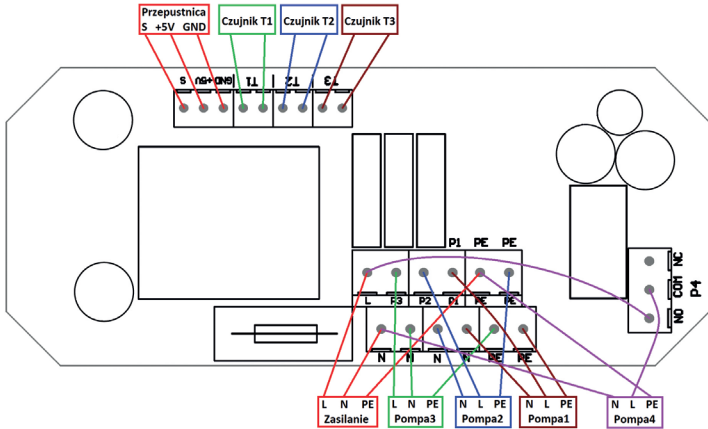 Przepustnica
S +5V GND
Czujnik T1
Czujnik T2
Czujnik T3
S +5V GND T1 T2 T3
P1 PE PE
L P3 P2 P1 PE PE
N N N N PE PE
NC
COM
NO
P4
L N PE
Zasilanie
L N PE
Pompa3
N L PE
Pompa2
N L PE
Pompa1
N L PE
Pompa4